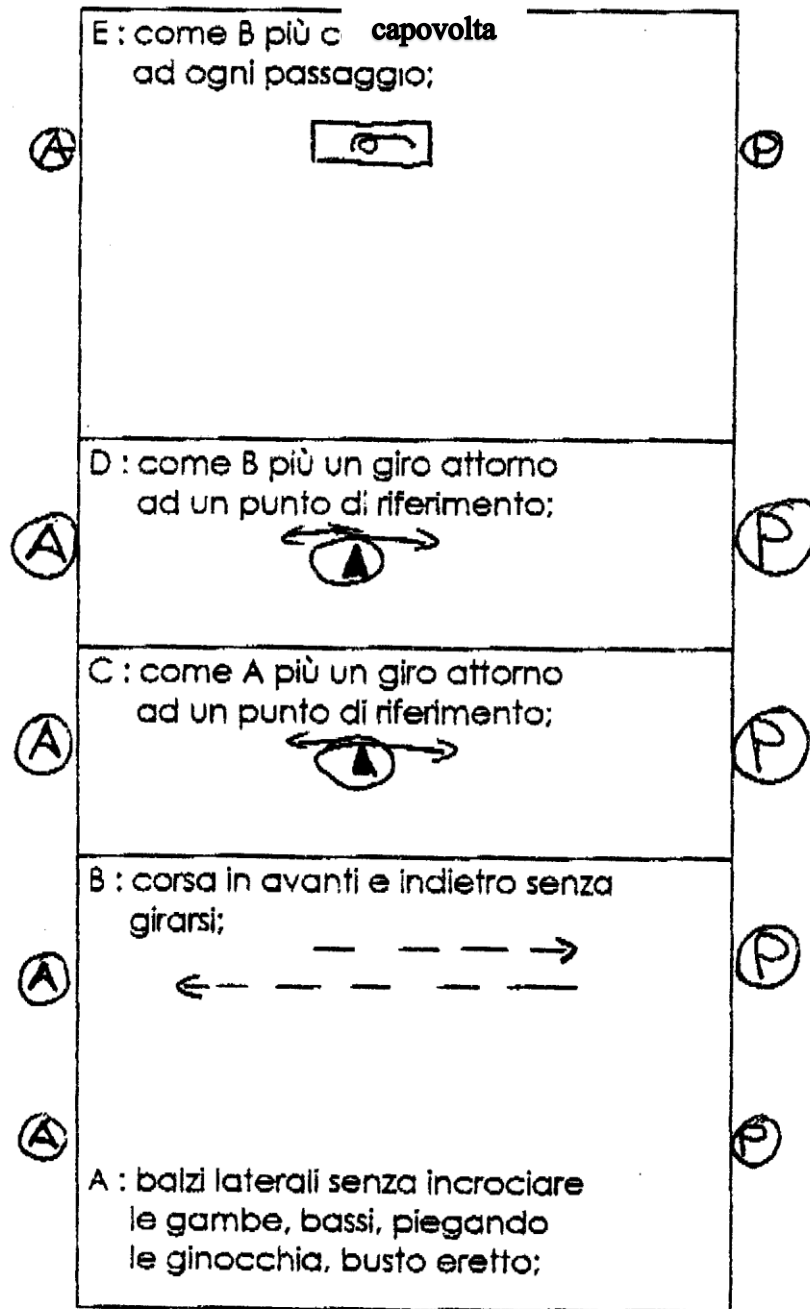 E : come B più c capovolta
ad ogni passaggio;
A P
D : come B più un giro attorno
ad un punto di riferimento;
A P
C : come A più un giro attorno
ad un punto di riferimento;
A P
B : corsa in avanti e indietro senza
girarsi;
A P
A P
A : balzi laterali senza incrociare
le gambe, bassi, piegando
le ginocchia, busto eretto;